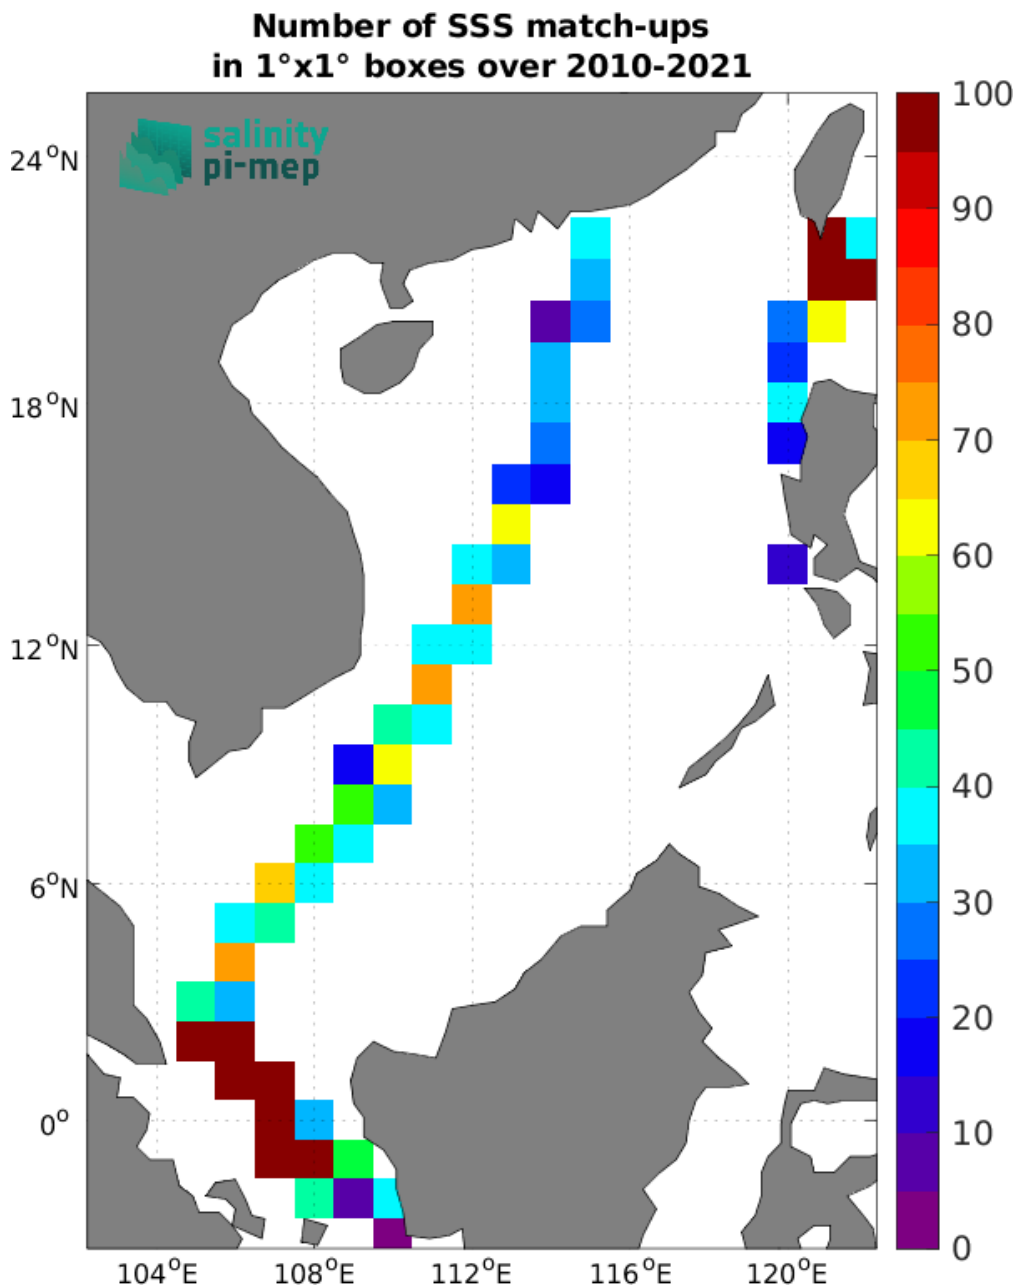 Number of SSS match-ups
in 1°x1° boxes over 2010-2021
salinity
pi-mep
24°N
18°N
12°N
6°N
0°
104°E
108°E
112°E
116°E
120°E
100
90
80
70
60
50
40
30
20
10
0